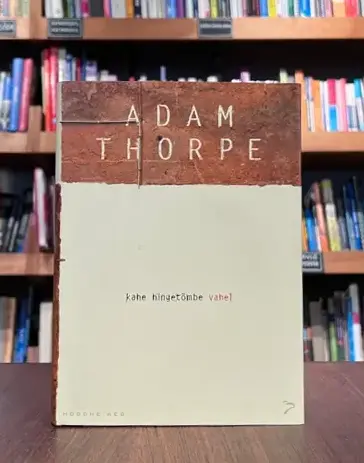 ADAM
THORPE
kahe hingetõmbe vahel